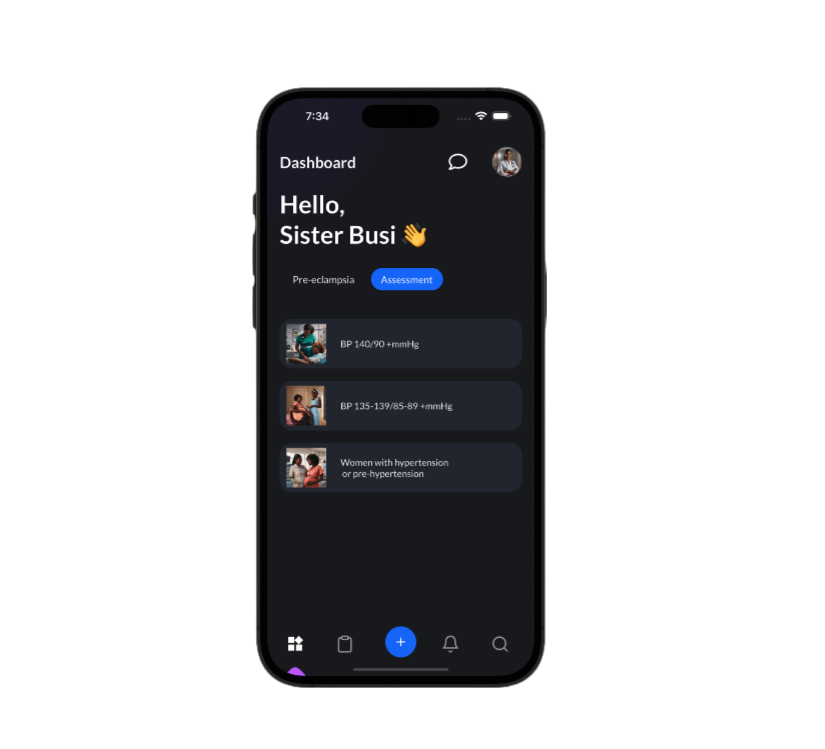 7:34
Dashboard
Hello,
Sister Busi 👋
Pre-eclampsia Assessment
BP 140/90 +mmHg
BP 135-139/85-89 +mmHg
Women with hypertension
or pre-hypertension
+